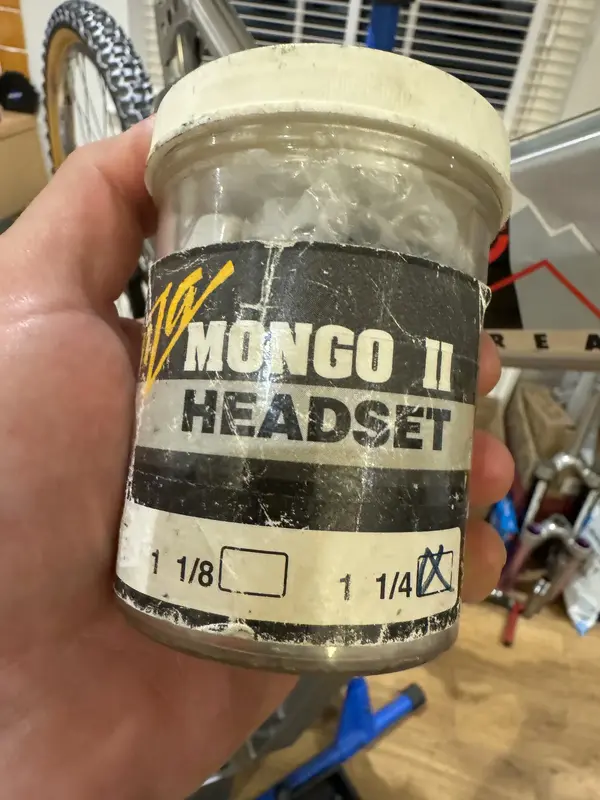 MONGO II
HEADSET
1 1/8 1 1/4 X
R E A